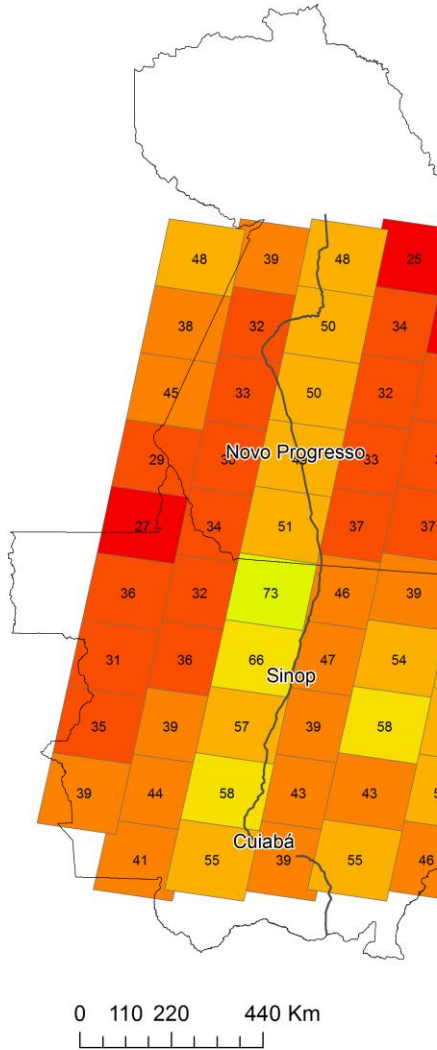 48 39 48 25
38 32 50 34
45 33 50 32
29 33
Novo Progresso
27 34 51 37 37
36 32 73 46 39
31 36 66 47 54
Sinop
35 39 57 39 58
39 44 58 43 43
Cuiabá
41 55 39 55 46
0 110 220 440 Km